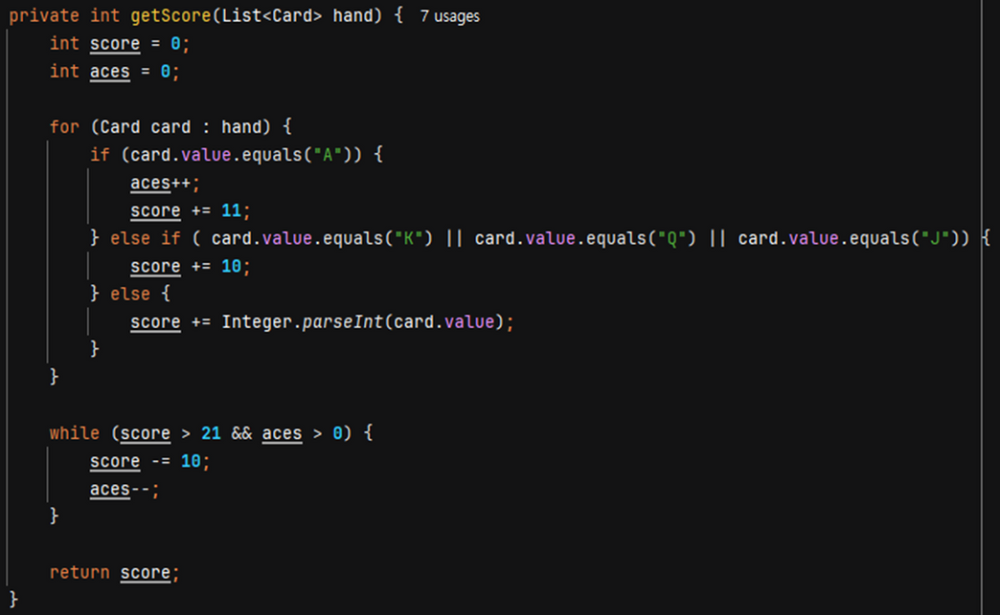 private int getScore(List<Card> hand) { 7 usages
    int score = 0;
    int aces = 0;

    for (Card card : hand) {
        if (card.value.equals("A")) {
            aces++;
            score += 11;
        } else if ( card.value.equals("K") || card.value.equals("Q") || card.value.equals("J")) {
            score += 10;
        } else {
            score += Integer.parseInt(card.value);
        }
    }

    while (score > 21 && aces > 0) {
        score -= 10;
        aces--;
    }

    return score;
}